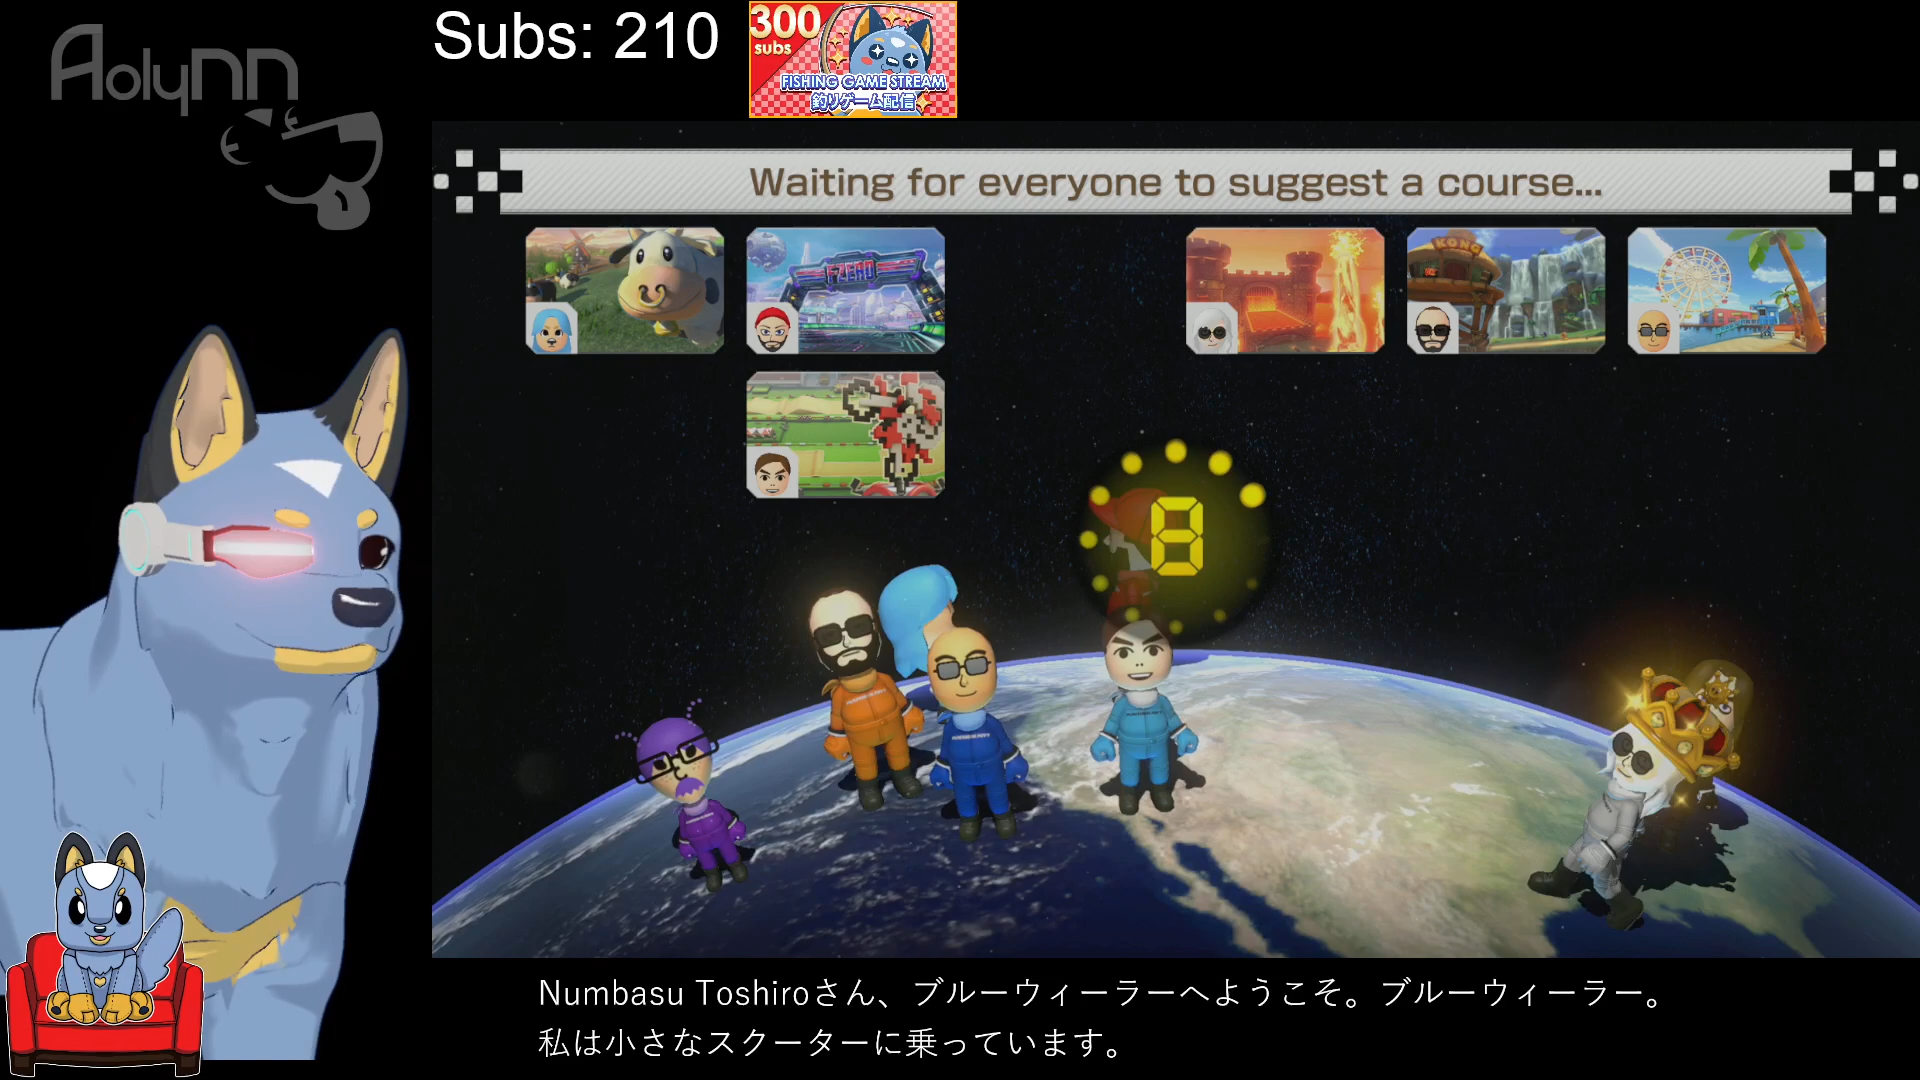 Aolynn
Subs: 210
300
subs
FISHING GAME STREAM
釣りゲーム配信
Waiting for everyone to suggest a course...
F-ZERO
KONG
8
Numbasu Toshiroさん、ブルーウィーラーへようこそ。ブルーウィーラー。
私は小さなスクーターに乗っています。